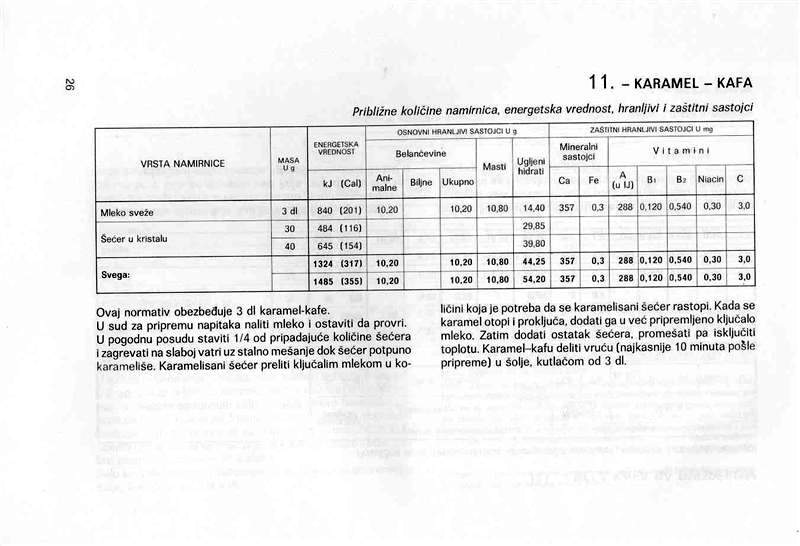 26
11. – KARAMEL – KAFA
Približne količine namirnica, energetska vrednost, hranljivi i zaštitni sastojci
VRSTA NAMIRNICE
MASA U g
ENERGETSKA VREDNOST
OSNOVNI HRANLJIVI SASTOJCI U g
ZAŠTITNI HRANLJIVI SASTOJCI U mg
Belančevine
Masti
Ugljeni hidrati
Mineralni sastojci
Vitamini
kJ (Cal)
Ani-malne
Biljne
Ukupno
Ca
Fe
A (u IJ)
B1
B2
Niacin
C
Mleko sveže 3 dl 840 (201) 10,20 10,20 10,80 14,40 357 0,3 288 0,120 0,540 0,30 3,0
Šećer u kristalu
30 484 (116) 29,85
40 645 (154) 39,80
Svega:
1324 (317) 10,20 10,20 10,80 44,25 357 0,3 288 0,120 0,540 0,30 3,0
1485 (355) 10,20 10,20 10,80 54,20 357 0,3 288 0,120 0,540 0,30 3,0
Ovaj normativ obezbeđuje 3 dl karamel-kafe.
U sud za pripremu napitaka naliti mleko i ostaviti da provri.
U pogodnu posudu staviti 1/4 od pripadajuće količine šećera
i zagrevati na slaboj vatri uz stalno mešanje dok šećer potpuno
karameliše. Karamelisani šećer preliti ključalim mlekom u ko-
ličini koja je potreba da se karamelisani šećer rastopi. Kada se
karamel otopi i proključa, dodati ga u već pripremljeno ključalo
mleko. Zatim dodati ostatak šećera, promešati pa isključiti
toplotu. Karamel–kafu deliti vruću (najkasnije 10 minuta posle
pripreme) u šolje, kutlačom od 3 dl.